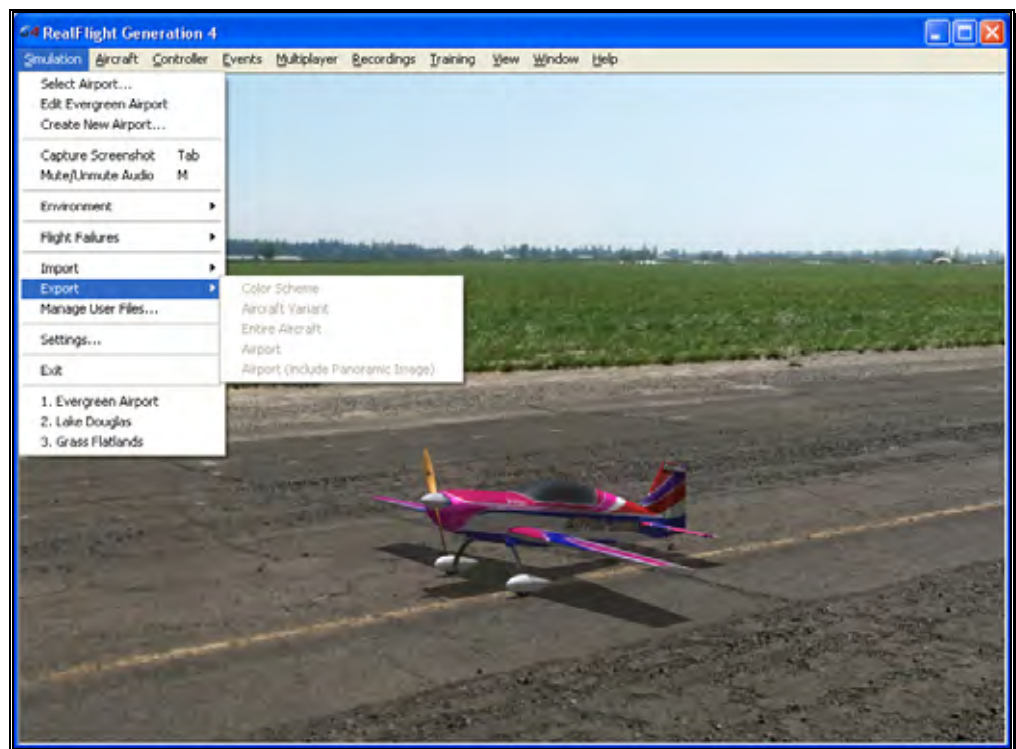 RealFlight Generation 4
Simulation Aircraft Controller Events Multiplayer Recordings Training View Window Help
Select Airport...
Edit Evergreen Airport
Create New Airport...
Capture Screenshot Tab
Mute/Unmute Audio M
Environment
Flight Failures
Import
Export
Color Scheme
Aircraft Variant
Entire Aircraft
Airport
Airport (include Panoramic Image)
Manage User Files...
Settings...
Exit
1. Evergreen Airport
2. Lake Douglas
3. Grass Flatlands